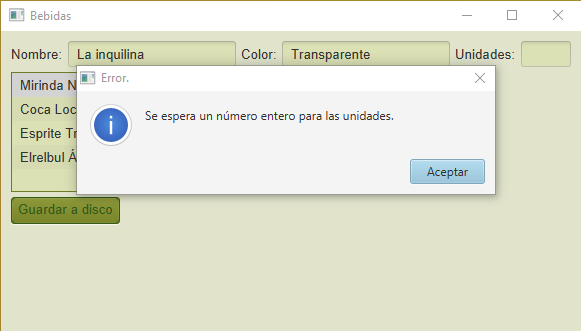 Bebidas
Nombre: La inquilina Color: Transparente Unidades:
Error.
Mirinda N
Coca Loc
Esprite Tr
Elrelbul Á
Se espera un número entero para las unidades.
Aceptar
Guardar a disco